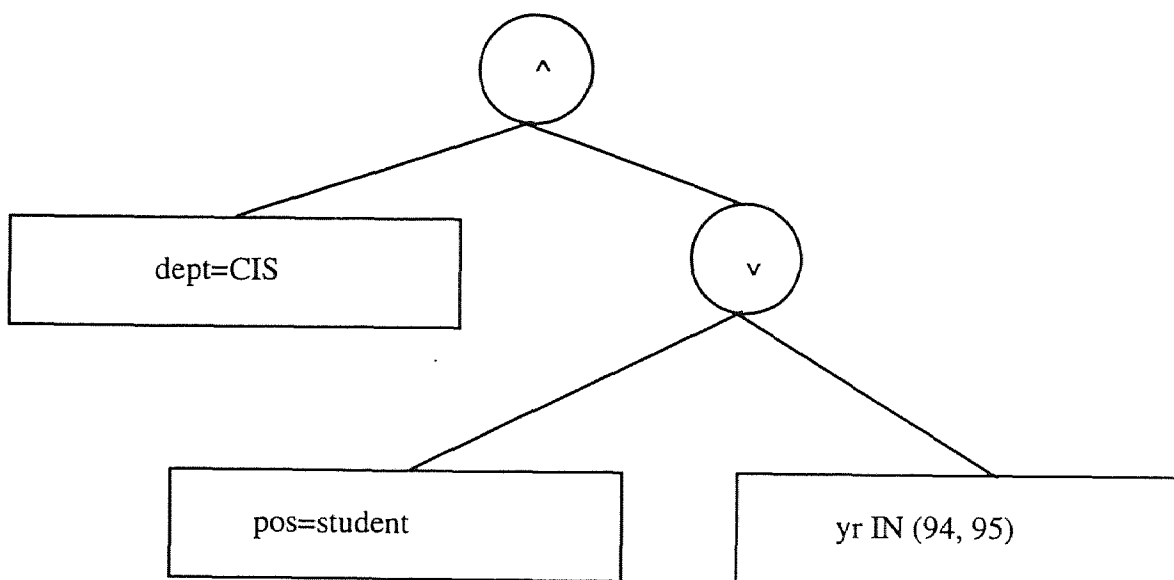 ^
dept=CIS
v
pos=student
yr IN (94, 95)